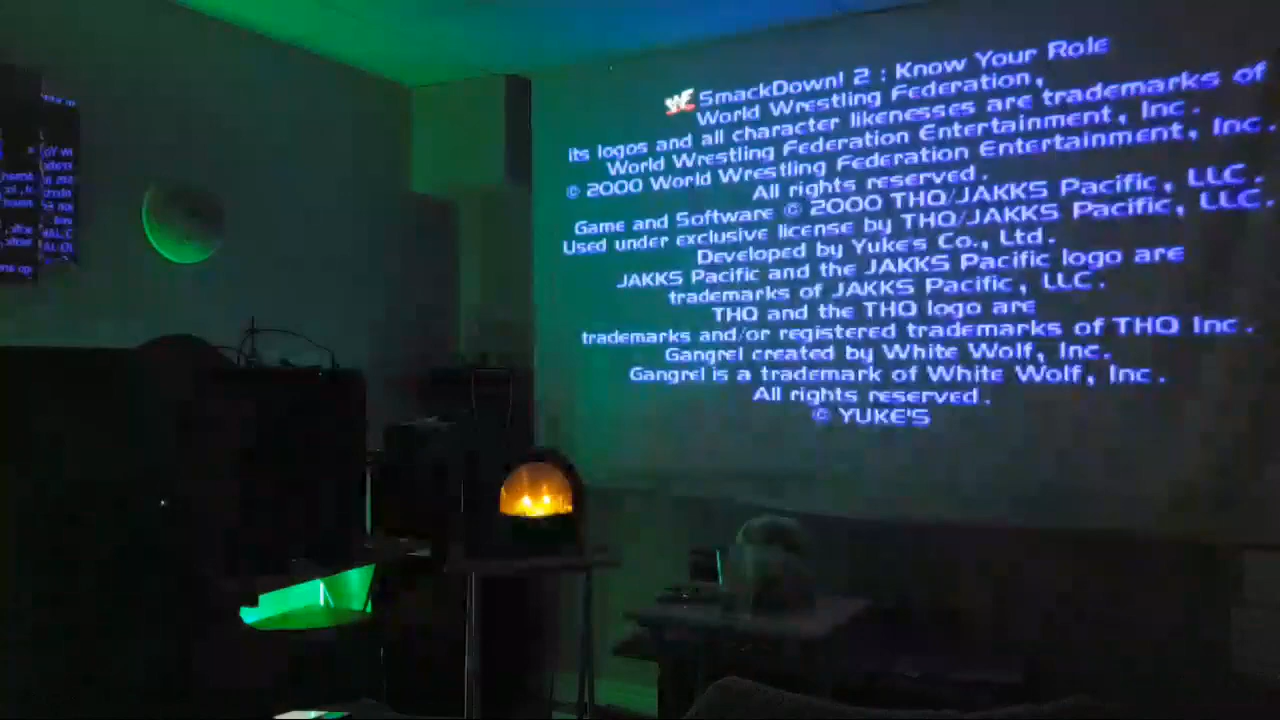 WF SmackDown! 2 : Know Your Role
World Wrestling Federation,
its logos and all character likenesses are trademarks of
World Wrestling Federation Entertainment, Inc.
© 2000 World Wrestling Federation Entertainment, Inc.
All rights reserved.
Game and Software © 2000 THQ/JAKKS Pacific, LLC.
Used under exclusive license by THQ/JAKKS Pacific, LLC.
Developed by Yuke's Co., Ltd.
JAKKS Pacific and the JAKKS Pacific logo are
trademarks of JAKKS Pacific, LLC.
THQ and the THQ logo are
trademarks and/or registered trademarks of THQ Inc.
Gangrel created by White Wolf, Inc.
Gangrel is a trademark of White Wolf, Inc.
All rights reserved.
© YUKE'S